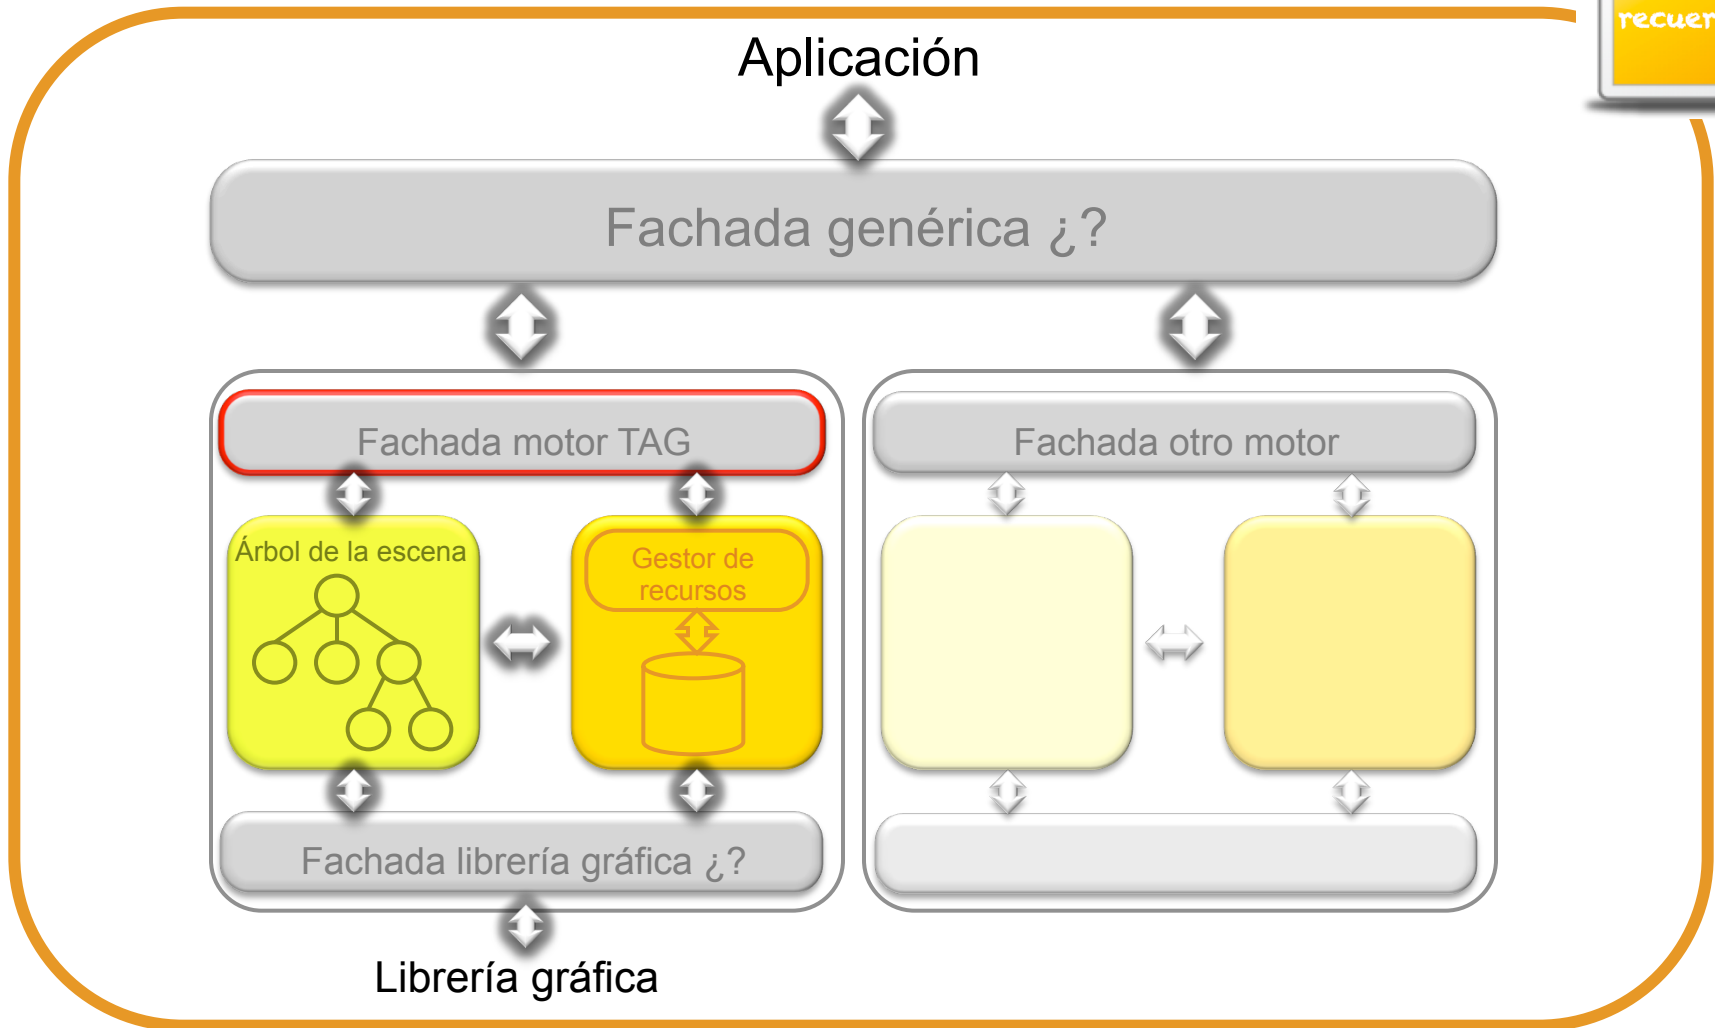 recuer
Aplicación
Fachada genérica ¿?
Fachada motor TAG
Fachada otro motor
Árbol de la escena
Gestor de
recursos
Fachada librería gráfica ¿?
Librería gráfica